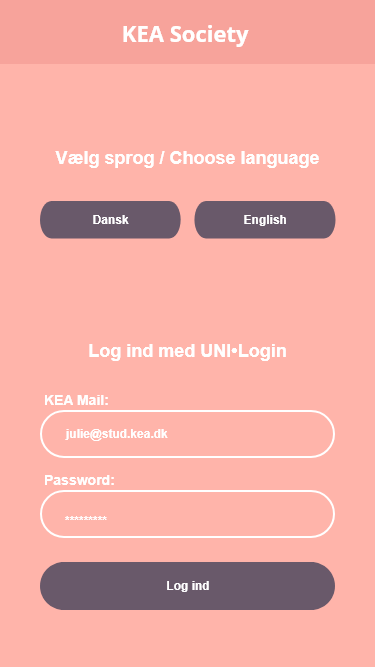 KEA Society
Vælg sprog / Choose language
Dansk English
Log ind med UNI•Login
KEA Mail:
julie@stud.kea.dk
Password:
*********
Log ind